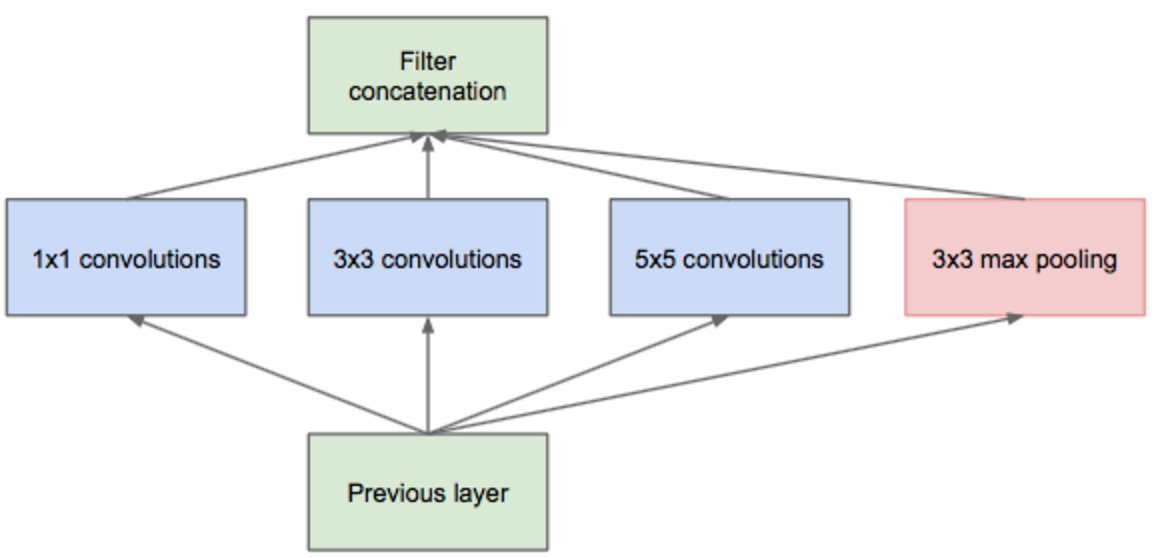 Filter
concatenation
1x1 convolutions
3x3 convolutions
5x5 convolutions
3x3 max pooling
Previous layer